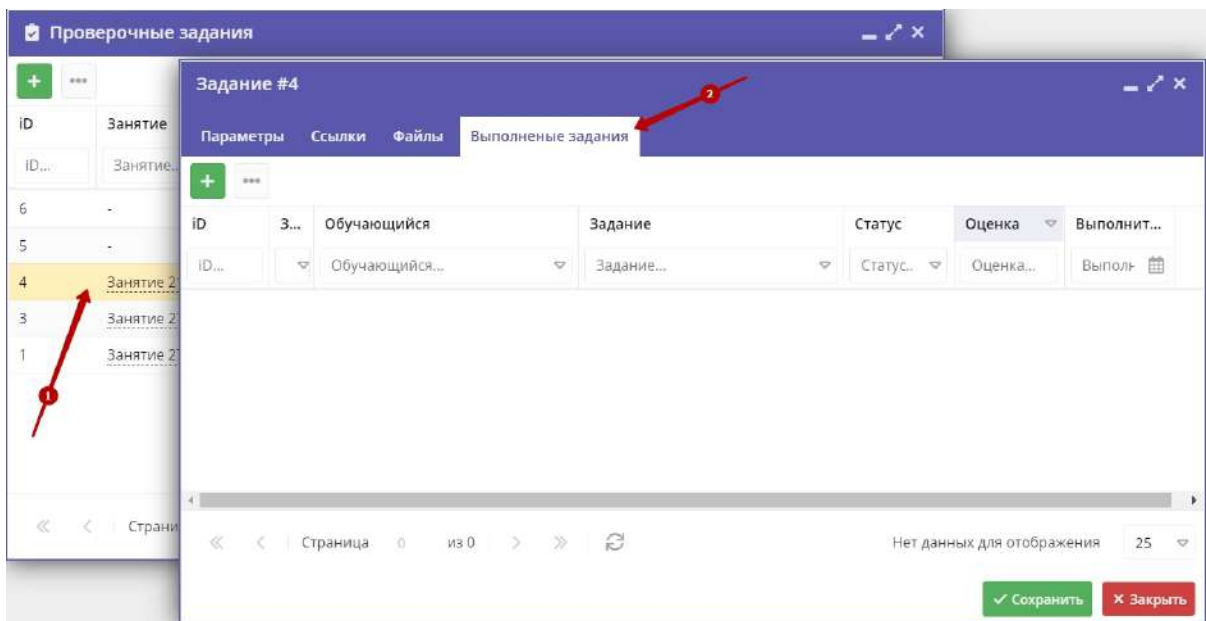 Проверочные задания
iD Занятие
iD... Занятие..
6 -
5 -
4 Занятие 2
3 Занятие 2
1 Занятие 2
Страни
Задание #4
2
Параметры Ссылки Файлы Выполненые задания
iD З... Обучающийся Задание Статус Оценка Выполнит...
iD... Обучающийся... Задание... Статус.. Оценка... Выполн
1
Страница 0 из 0 Нет данных для отображения 25
Сохранить Закрыть